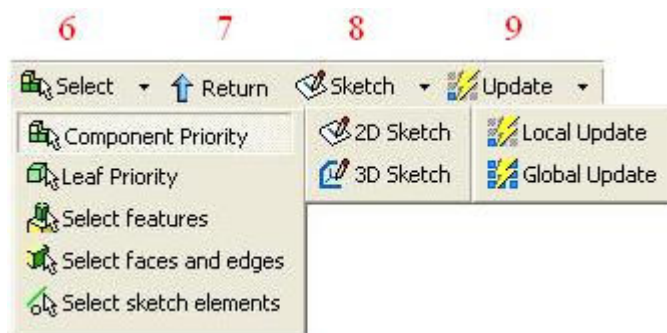 6 7 8 9
Select Return Sketch Update
Component Priority 2D Sketch Local Update
Leaf Priority 3D Sketch Global Update
Select features
Select faces and edges
Select sketch elements